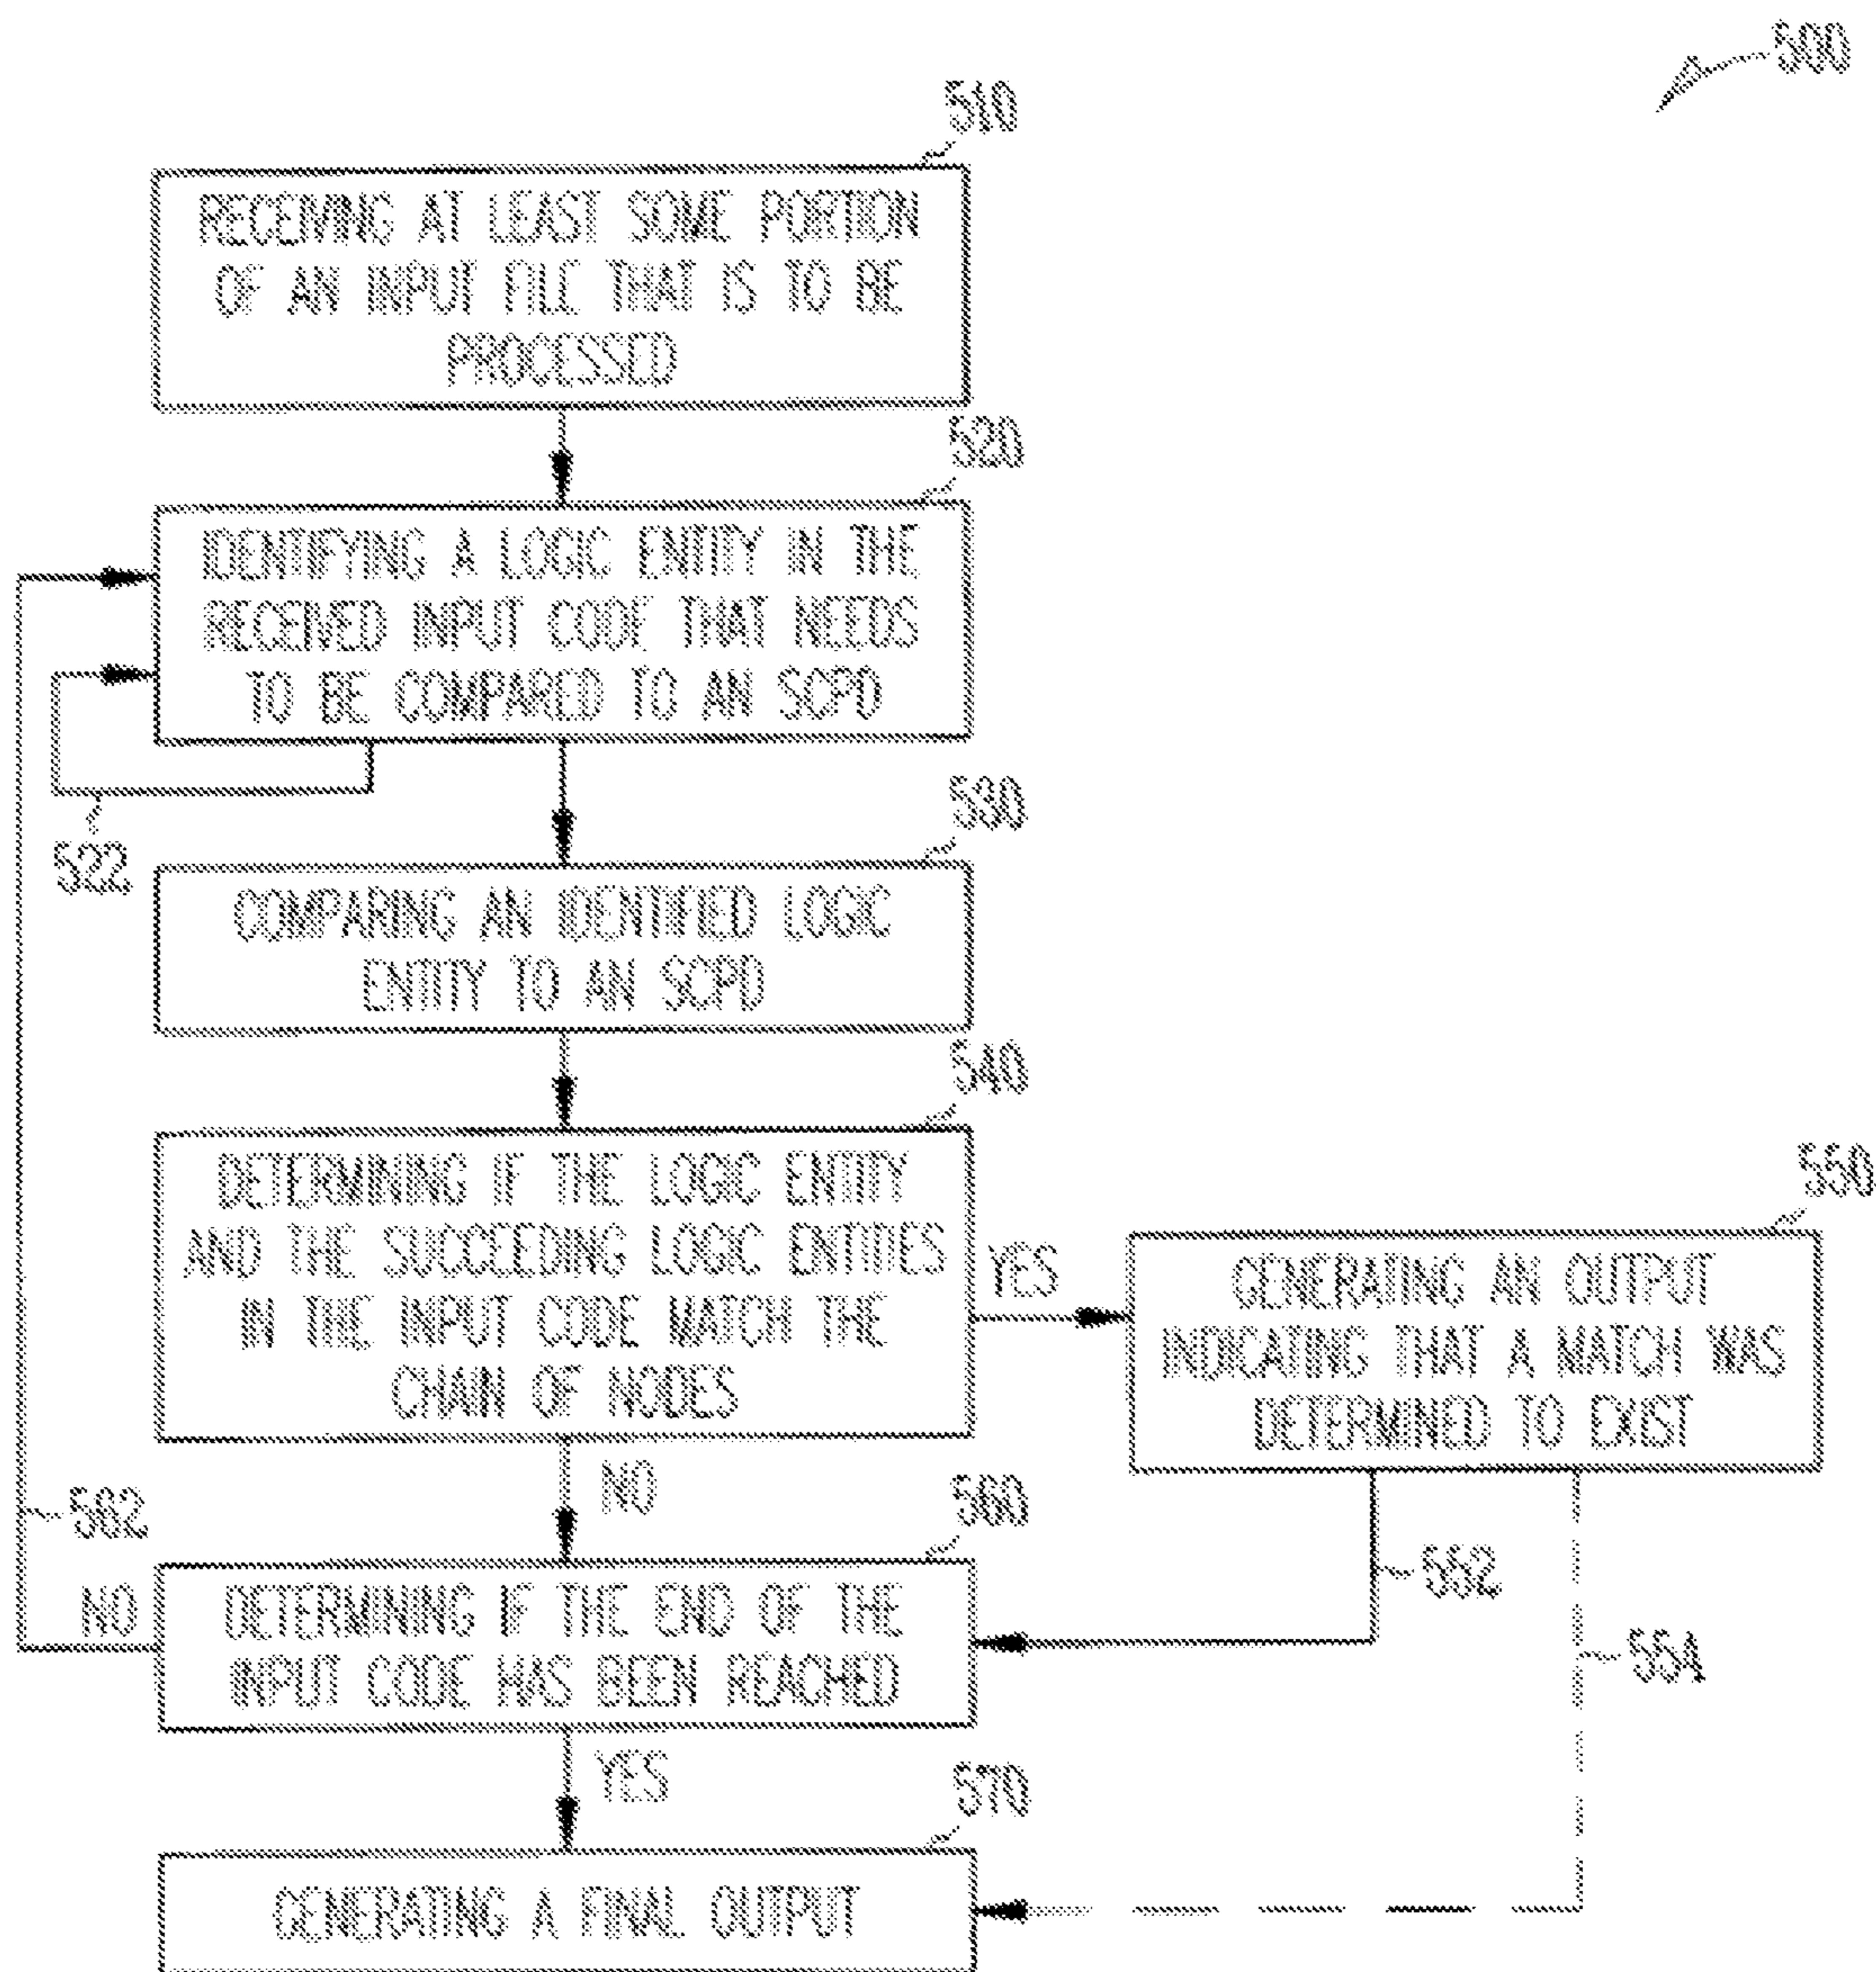 500
510
RECEIVING AT LEAST SOME PORTION
OF AN INPUT FILE THAT IS TO BE
PROCESSED
520
IDENTIFYING A LOGIC ENTITY IN THE
RECEIVED INPUT CODE THAT NEEDS
TO BE COMPARED TO AN SCPD
522
530
COMPARING AN IDENTIFIED LOGIC
ENTITY TO AN SCPD
540
DETERMINING IF THE LOGIC ENTITY
AND THE SUCCEEDING LOGIC ENTITIES
IN THE INPUT CODE MATCH THE
CHAIN OF NODES
YES
550
GENERATING AN OUTPUT
INDICATING THAT A MATCH WAS
DETERMINED TO EXIST
NO
562
560
552
NO
DETERMINING IF THE END OF THE
INPUT CODE HAS BEEN REACHED
554
YES
570
GENERATING A FINAL OUTPUT